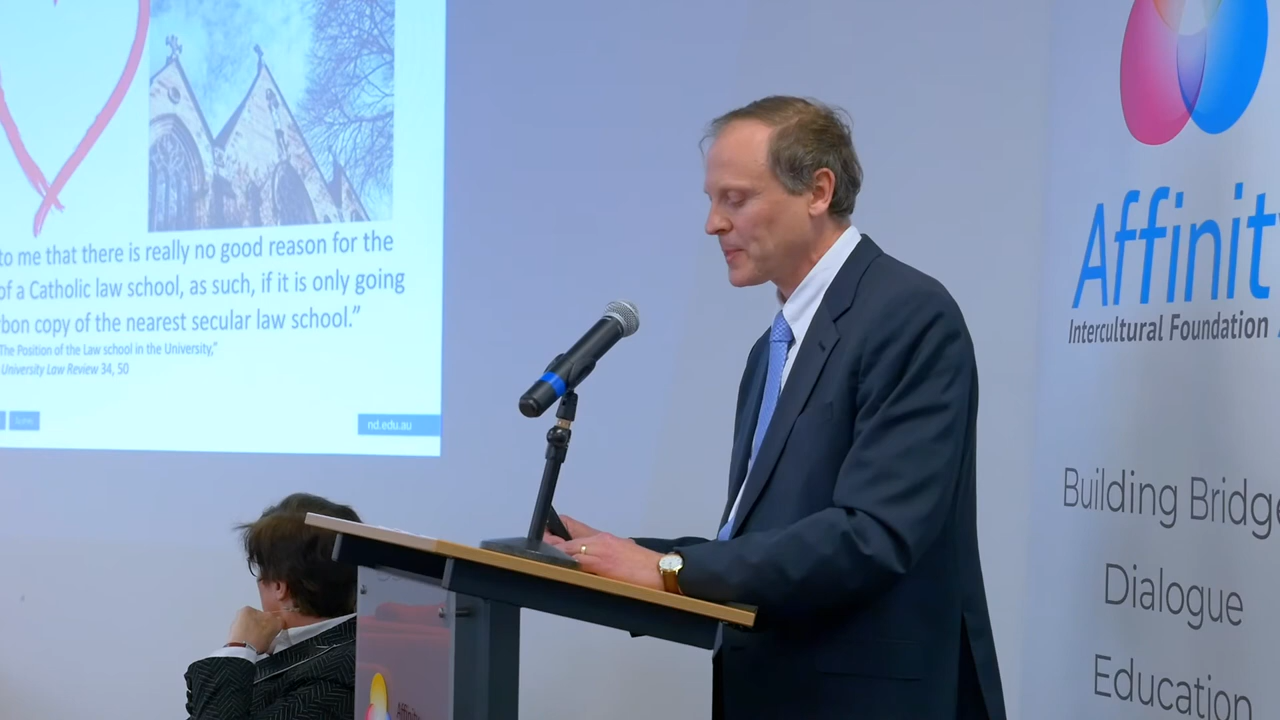 to me that there is really no good reason for the
of a Catholic law school, as such, if it is only going
bon copy of the nearest secular law school.”
The Position of the Law school in the University,”
University Law Review 34, 50
nd.edu.au
Affinity
Intercultural Foundation
Building Bridge
Dialogue
Education
Affinity